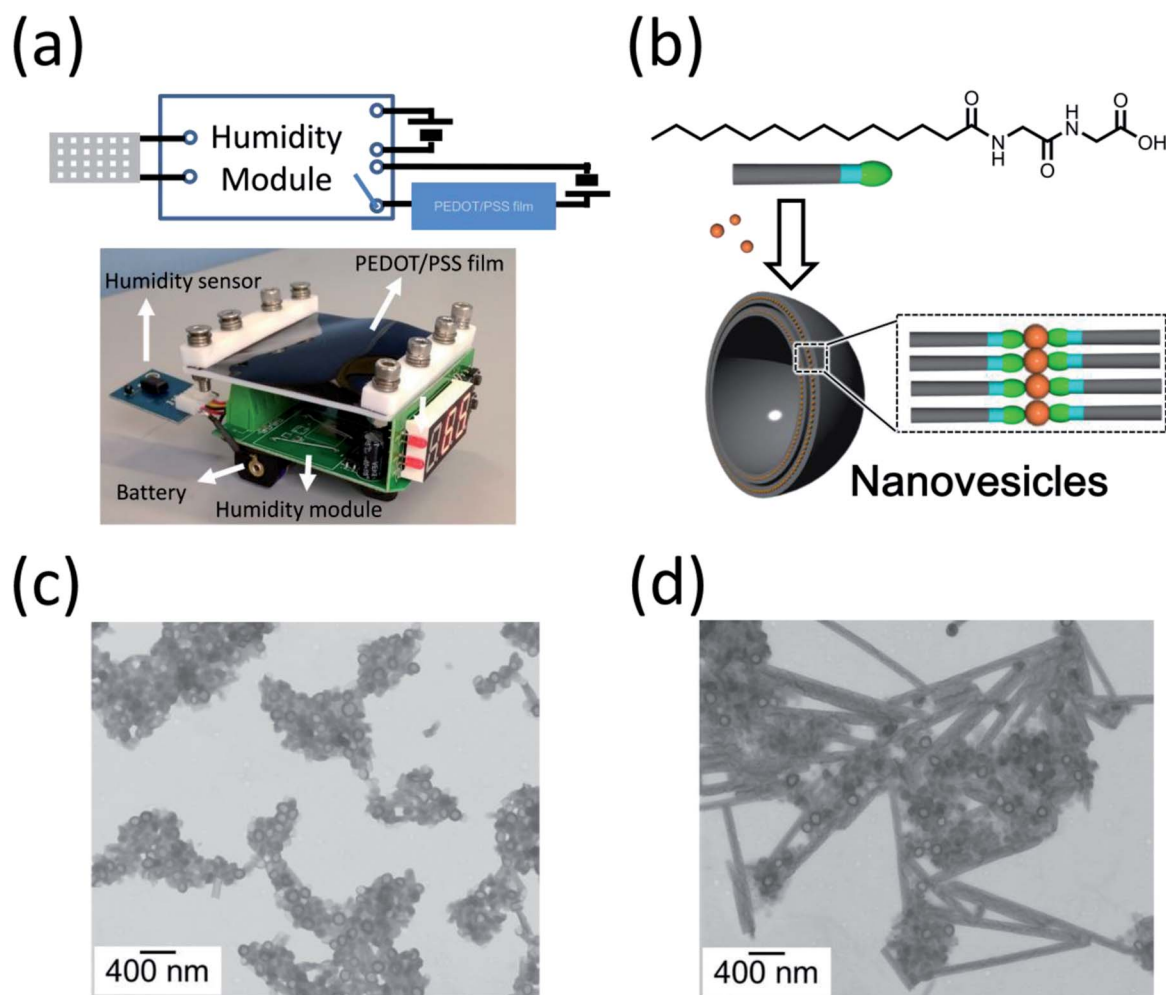 (a)
Humidity
Module
PEDOT/PSS film
Humidity sensor
PEDOT/PSS film
Battery
Humidity module
(b)
O
H
N
O
N
H
O
OH
Nanovesicles
(c)
400 nm
(d)
400 nm